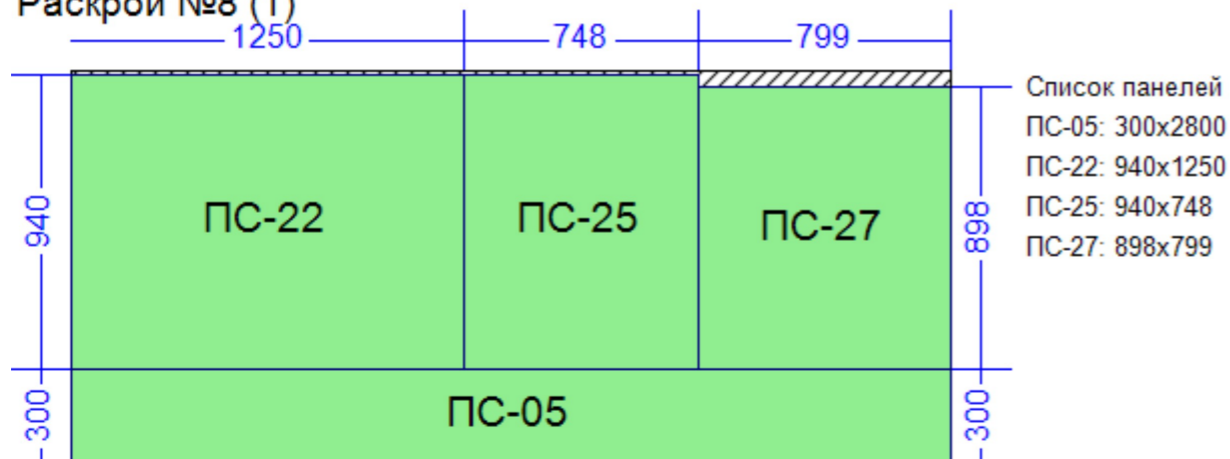 Раскрой №8 (1)
1250
748
799
Список панелей
ПС-05: 300x2800
ПС-22: 940x1250
ПС-25: 940x748
ПС-27: 898x799
940
ПС-22
ПС-25
ПС-27
898
300
ПС-05
300